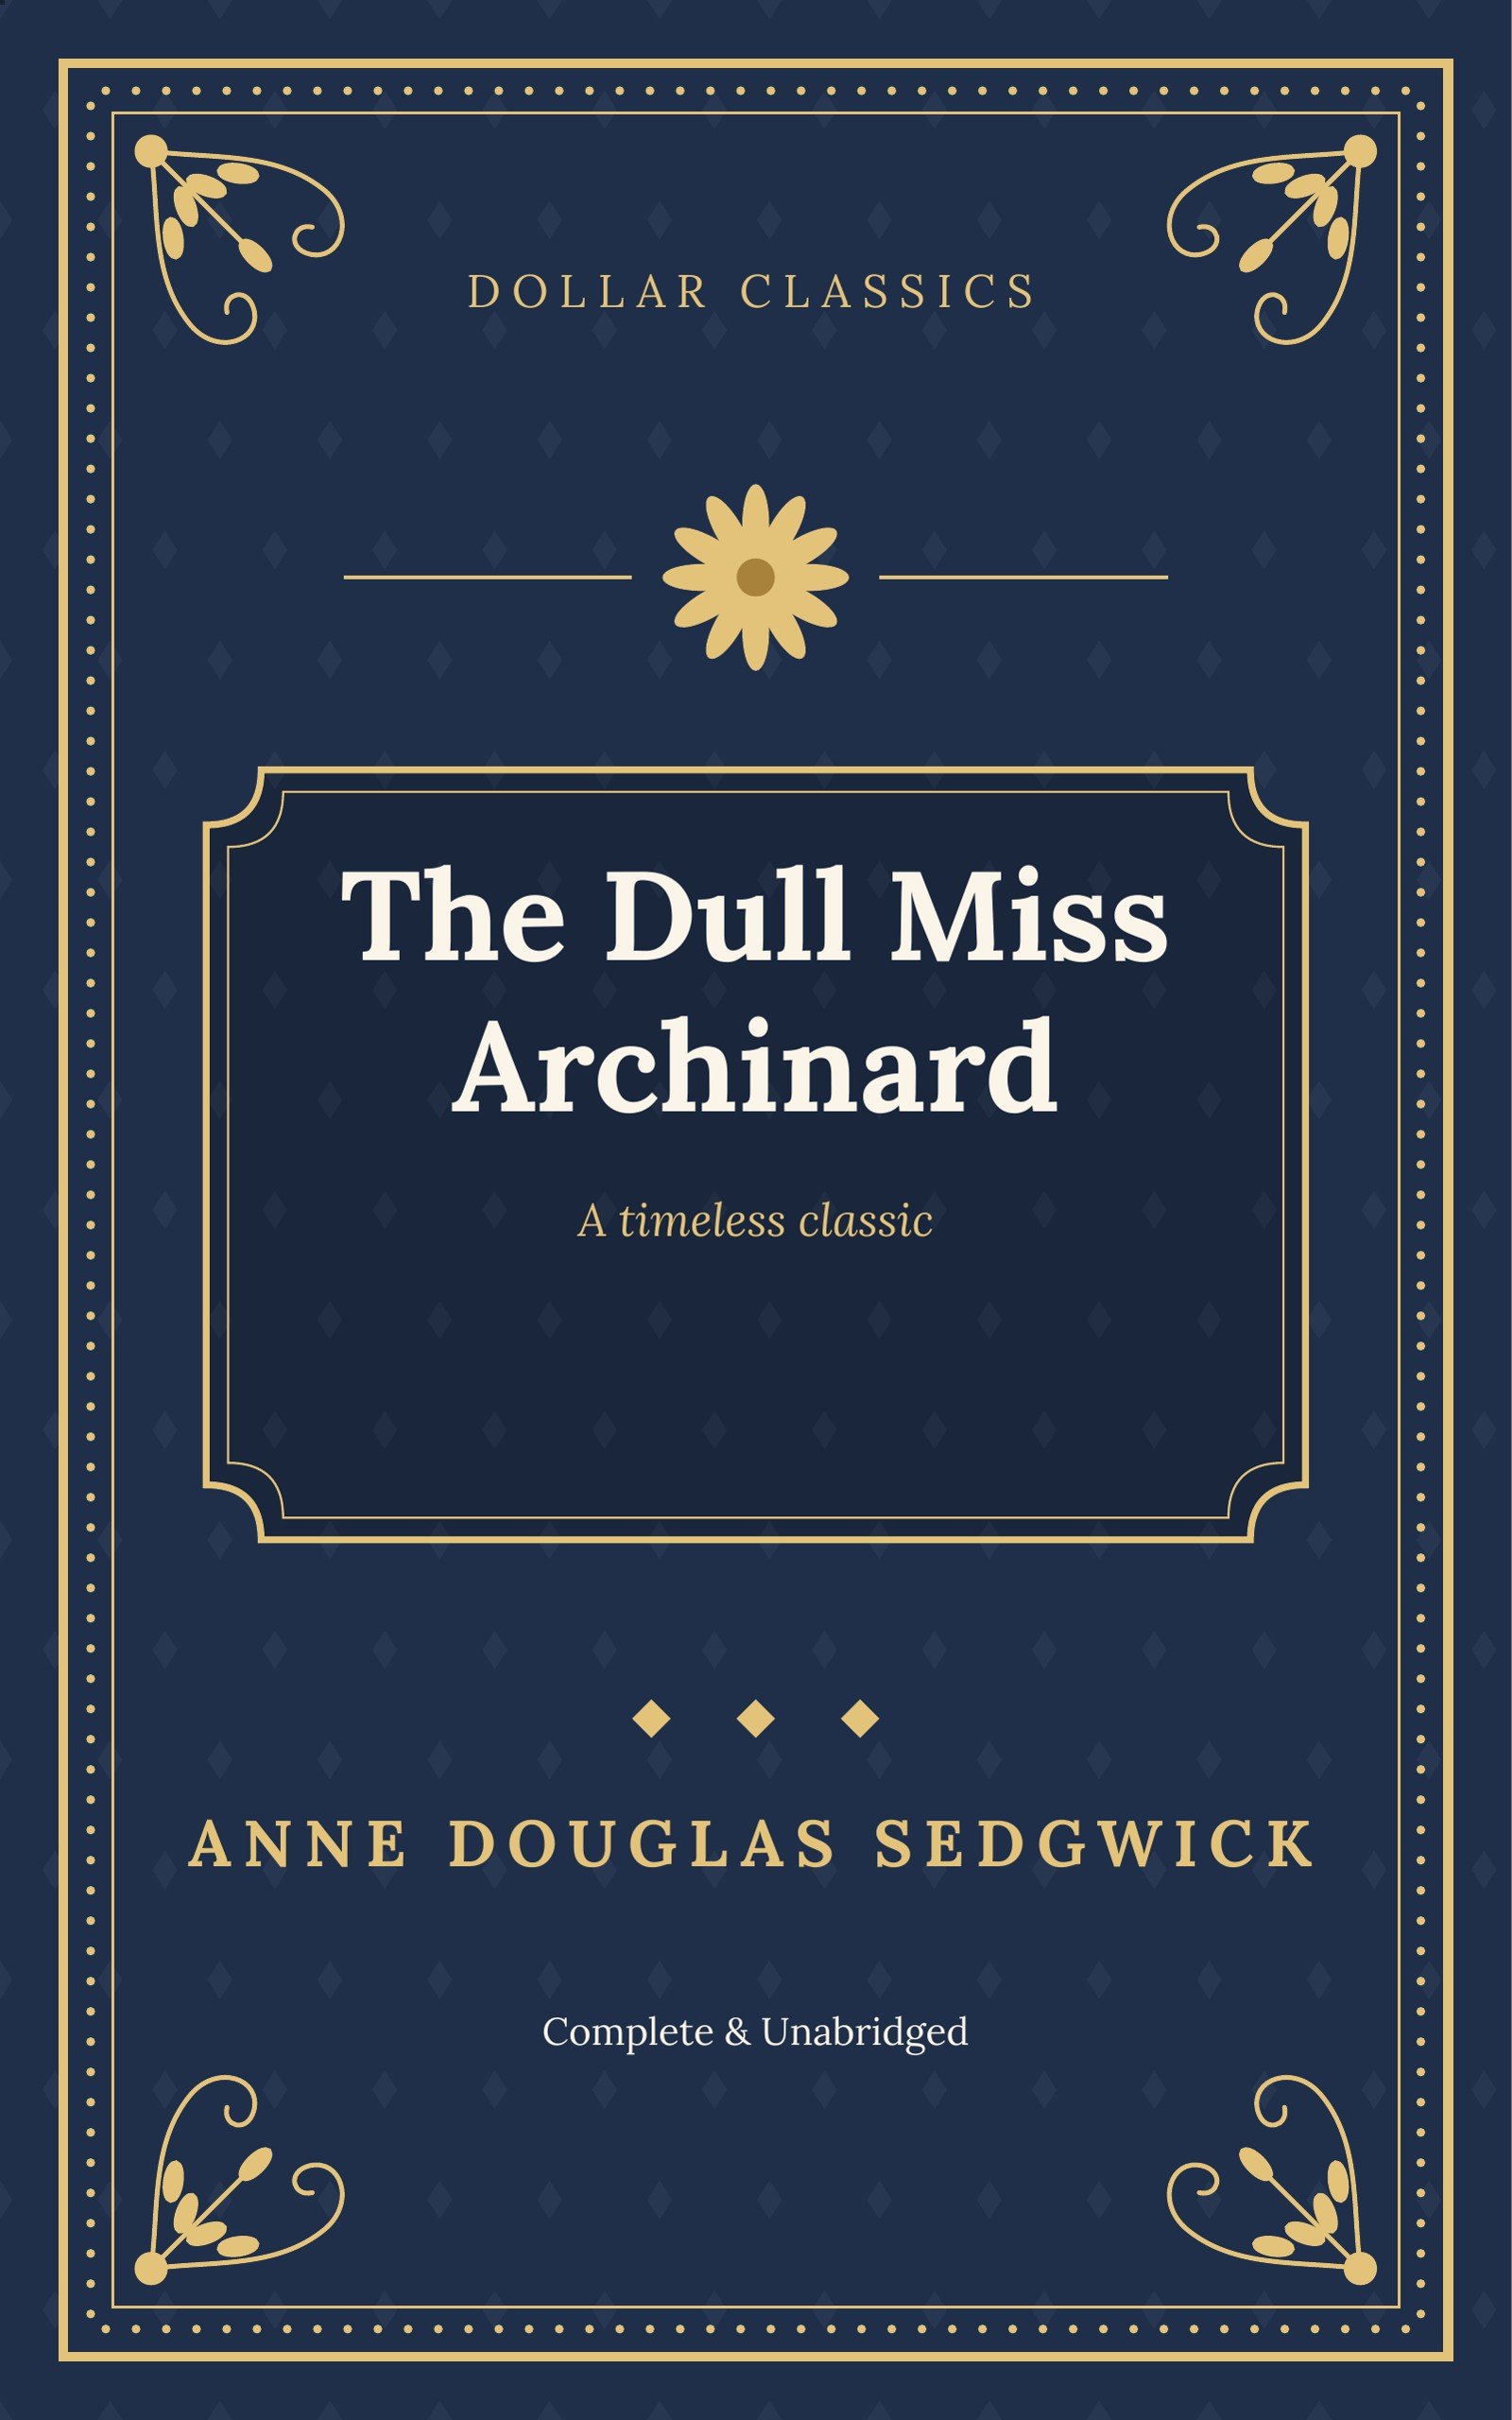 DOLLAR CLASSICS
The Dull Miss
Archinard
A timeless classic
ANNE DOUGLAS SEDGWICK
Complete & Unabridged